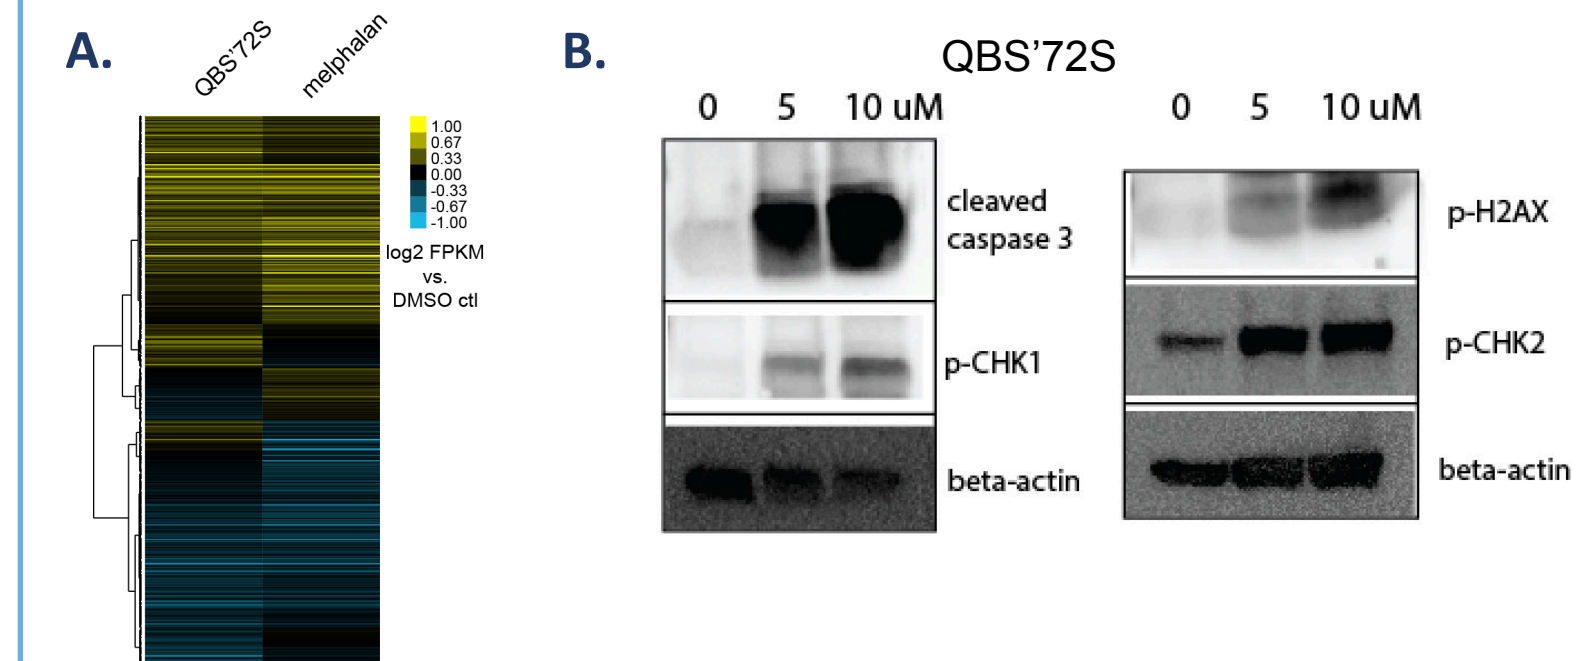 A.
QBS'72S
melphalan
1.00
0.67
0.33
0.00
-0.33
-0.67
-1.00
log2 FPKM
vs.
DMSO ctl
B.
QBS’72S
0 5 10 uM
cleaved
caspase 3
p-CHK1
beta-actin
0 5 10 uM
p-H2AX
p-CHK2
beta-actin